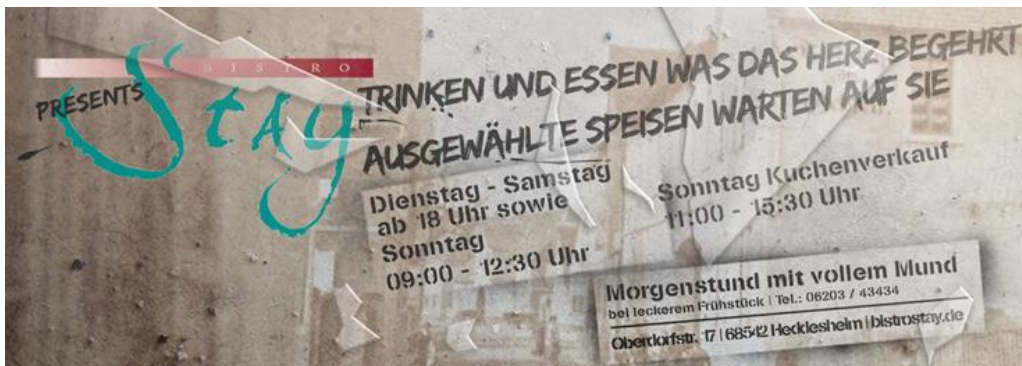 BISTRO
PRESENTS
Stay
TRINKEN UND ESSEN WAS DAS HERZ BEGEHRT
AUSGEWÄHLTE SPEISEN WARTEN AUF SIE
Dienstag - Samstag
ab 18 Uhr sowie
Sonntag
09:00 - 12:30 Uhr
Sonntag Kuchenverkauf
11:00 - 15:30 Uhr
Morgenstund mit vollem Mund
bei leckerem Frühstück | Tel.: 06203 / 43434
Oberdorfstr. 17 | 68542 Hecklesheim | bistrostay.de